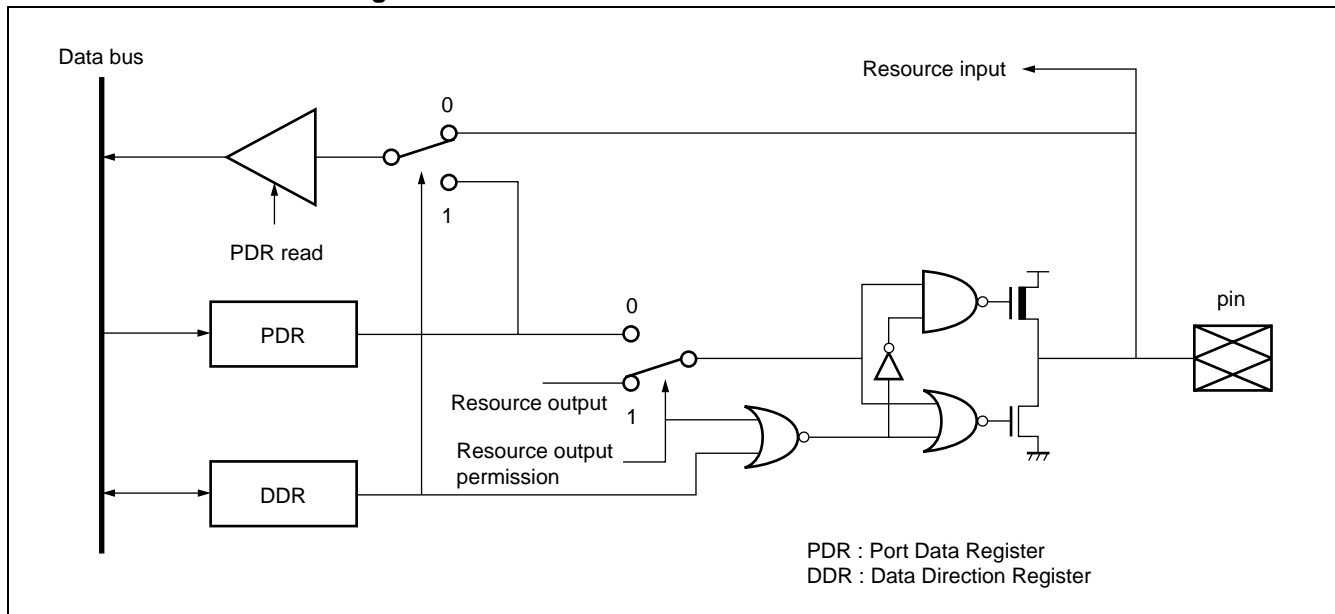 Data bus
Resource input
0
1
PDR read
pin
0
PDR
Resource output
1
Resource output
permission
DDR
PDR : Port Data Register
DDR : Data Direction Register